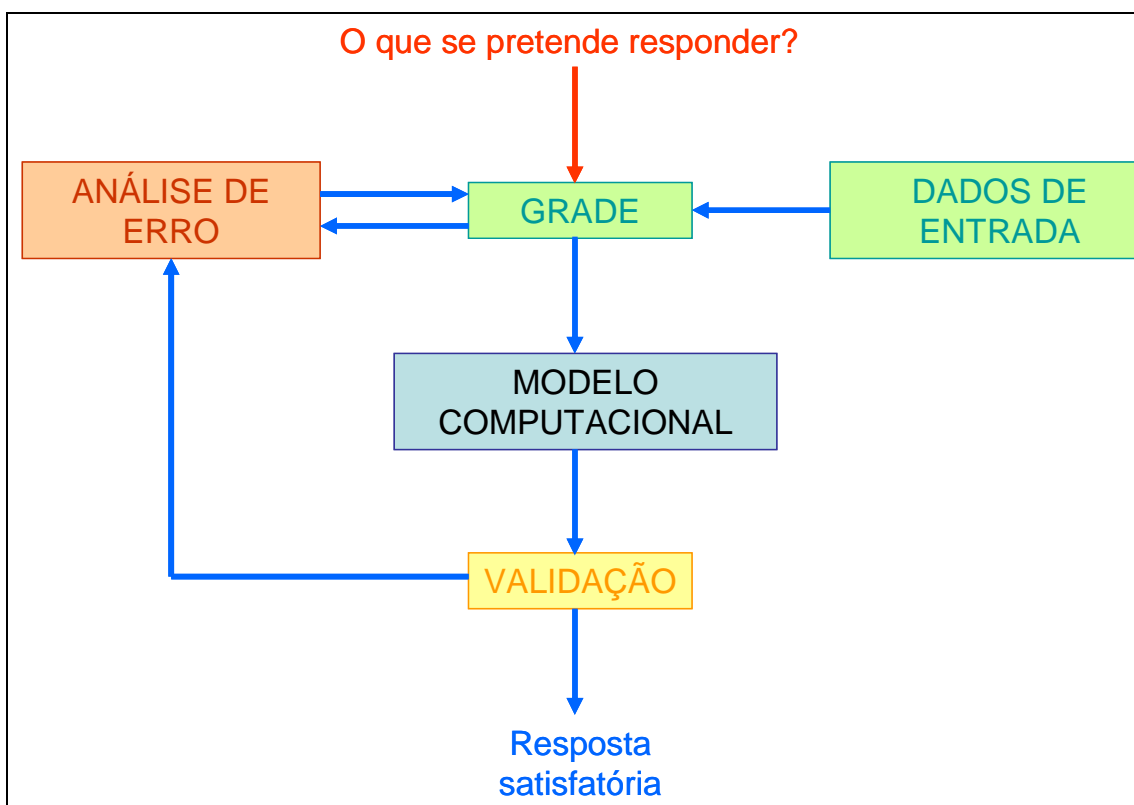 O que se pretende responder?
ANÁLISE DE
ERRO
GRADE
DADOS DE
ENTRADA
MODELO
COMPUTACIONAL
VALIDAÇÃO
Resposta
satisfatória